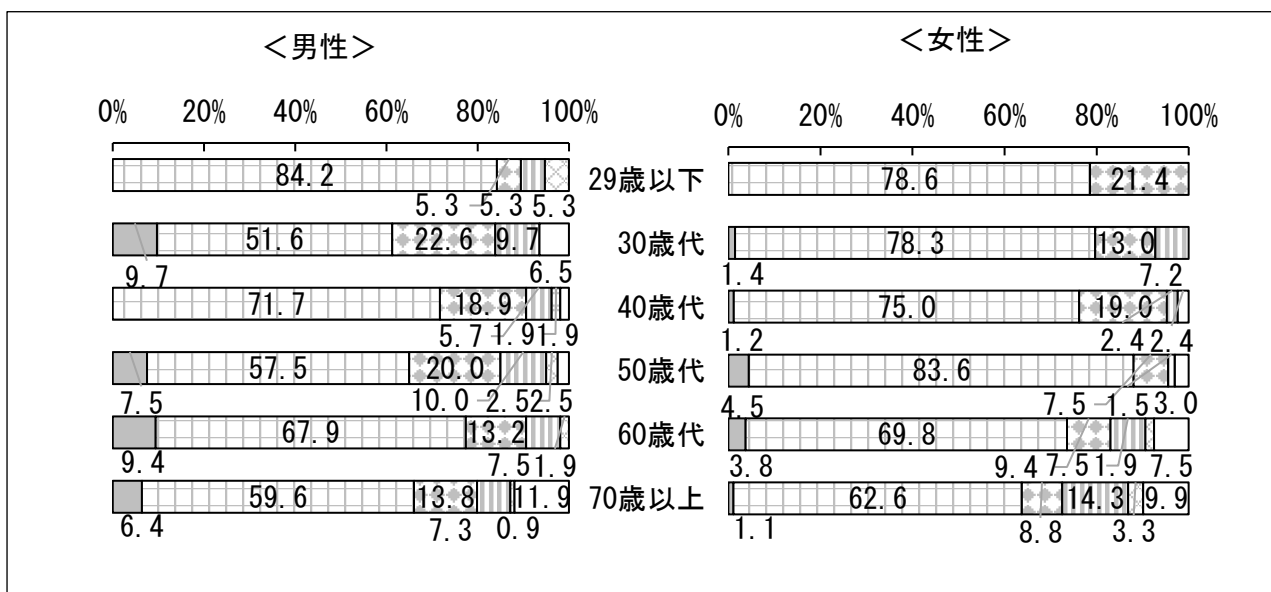 ＜男性＞ ＜女性＞
0% 20% 40% 60% 80% 100% 0% 20% 40% 60% 80% 100%
84.2 29歳以下 78.6 21.4
5.3 5.3 5.3
51.6 22.6 9.7 30歳代 78.3 13.0
9.7 6.5 1.4 7.2
71.7 18.9 40歳代 75.0 19.0
5.7 1.9 1.9 1.2 2.4 2.4
57.5 20.0 50歳代 83.6
7.5 10.0 2.5 2.5 4.5 7.5 1.5 3.0
67.9 13.2 60歳代 69.8
9.4 7.5 1.9 3.8 9.4 7.5 1.9 7.5
59.6 13.8 11.9 70歳以上 62.6 14.3 9.9
6.4 7.3 0.9 1.1 8.8 3.3